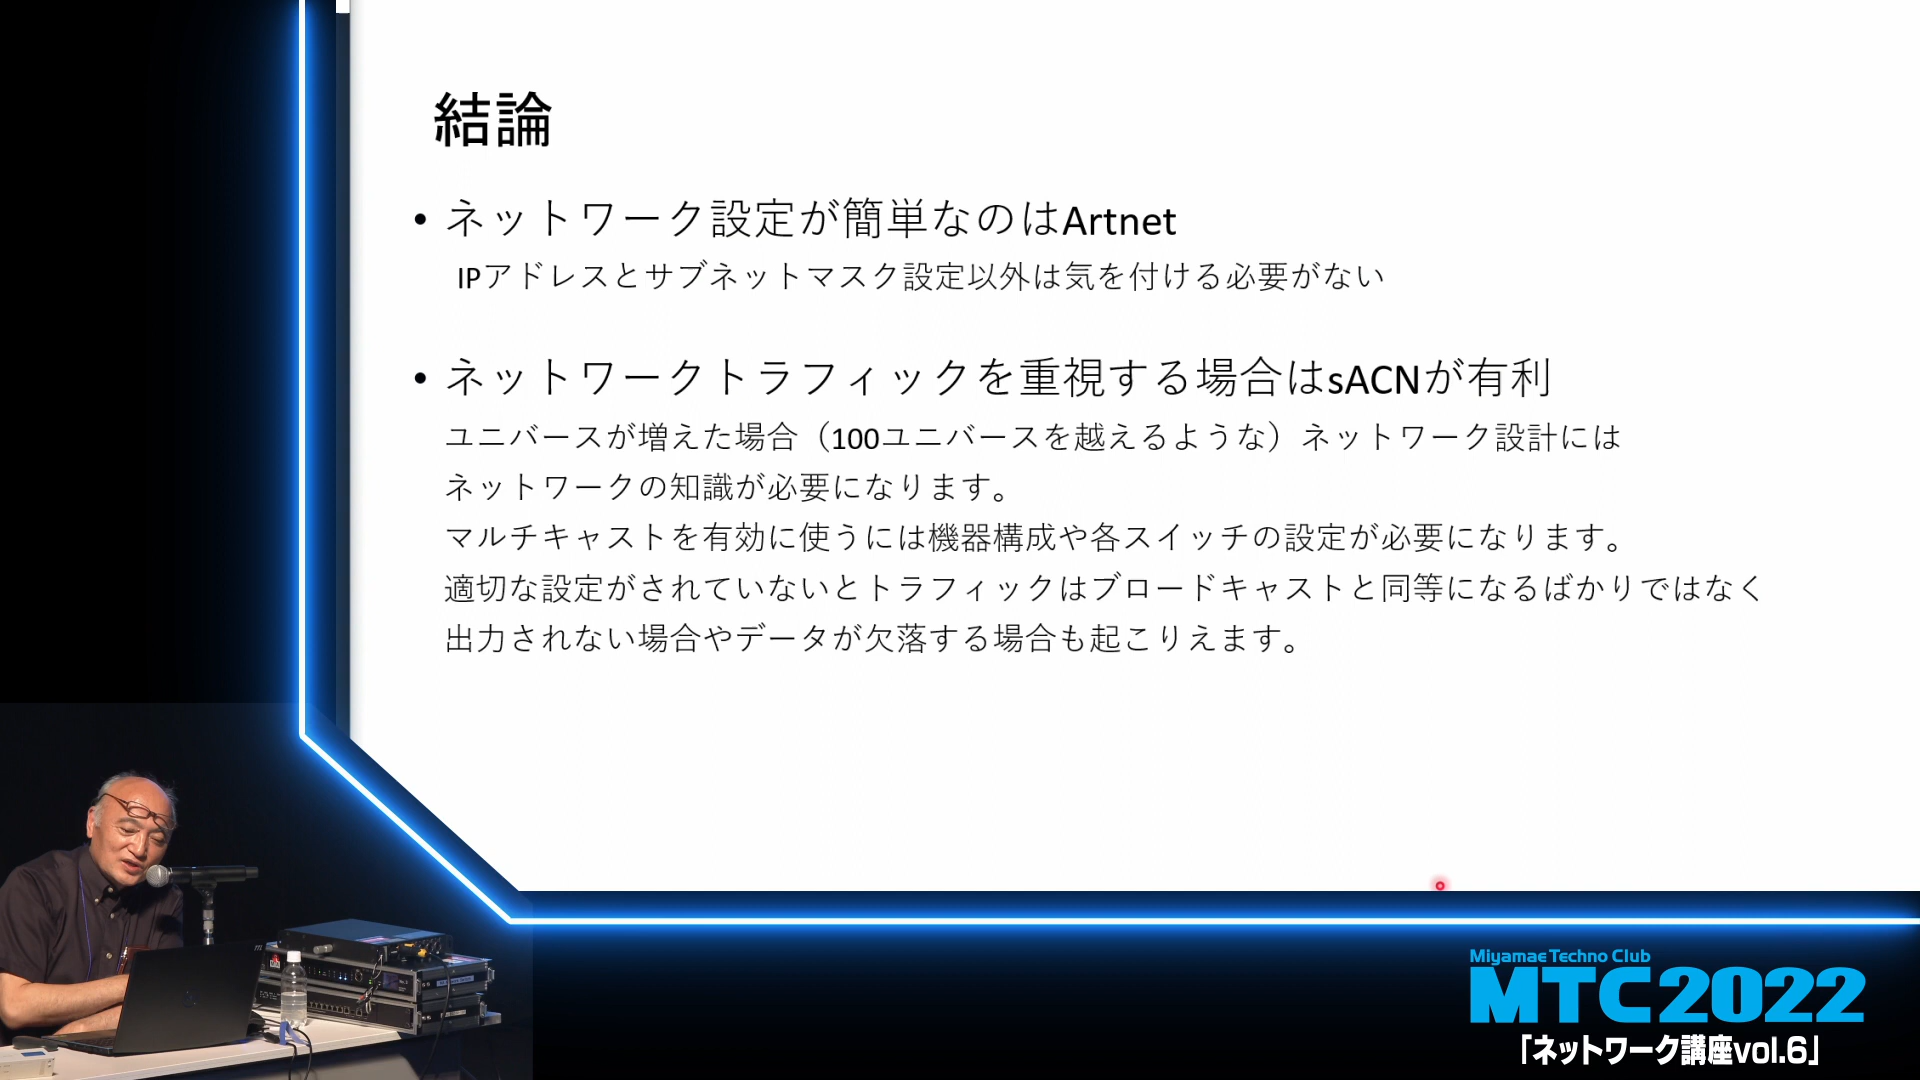 結論
• ネットワーク設定が簡単なのはArtnet
IPアドレスとサブネットマスク設定以外は気を付ける必要がない
• ネットワークトラフィックを重視する場合はsACNが有利
ユニバースが増えた場合（100ユニバースを越えるような）ネットワーク設計には
ネットワークの知識が必要になります。
マルチキャストを有効に使うには機器構成や各スイッチの設定が必要になります。
適切な設定がされていないとトラフィックはブロードキャストと同等になるばかりではなく
出力されない場合やデータが欠落する場合も起こりえます。
Miyamae Techno Club
MTC2022
「ネットワーク講座vol.6」